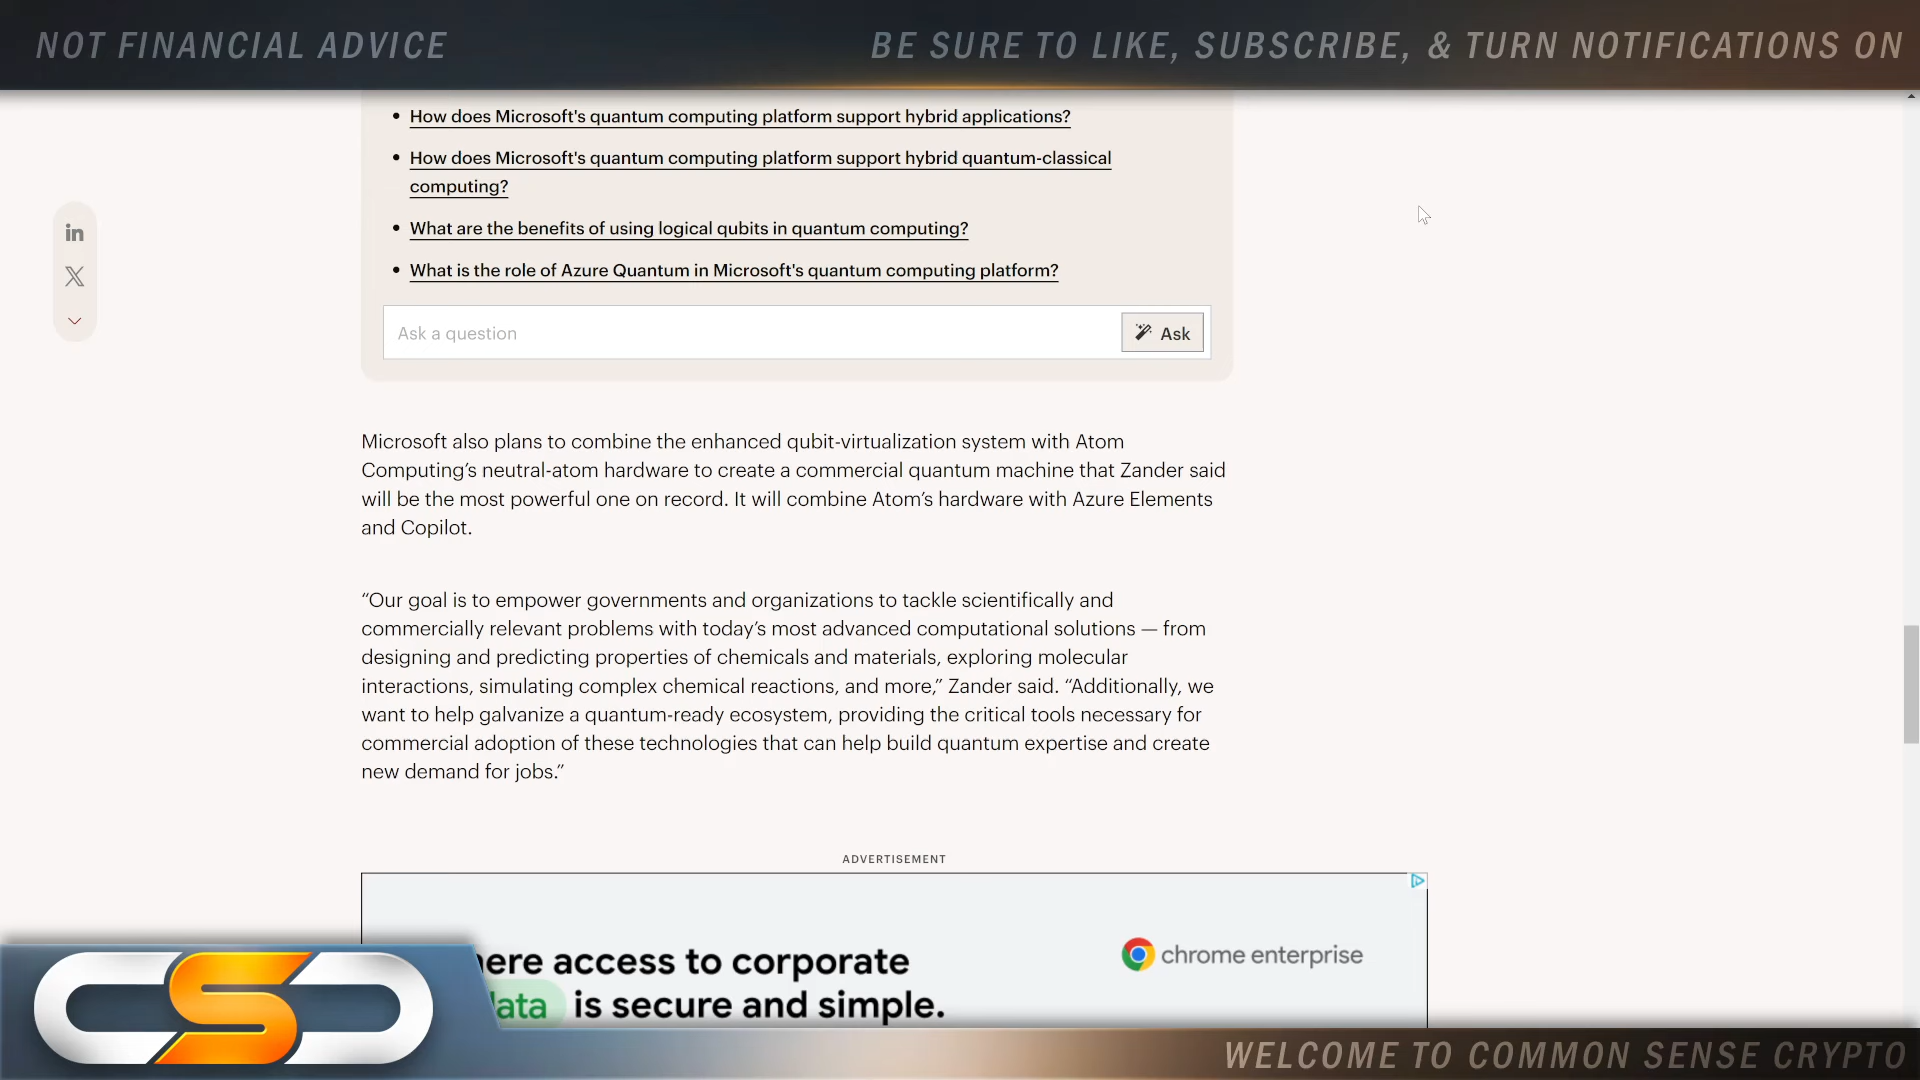 NOT FINANCIAL ADVICE
BE SURE TO LIKE, SUBSCRIBE, & TURN NOTIFICATIONS ON
How does Microsoft's quantum computing platform support hybrid applications?
How does Microsoft's quantum computing platform support hybrid quantum-classical
computing?
What are the benefits of using logical qubits in quantum computing?
What is the role of Azure Quantum in Microsoft's quantum computing platform?
Ask a question
Ask
in
X
Microsoft also plans to combine the enhanced qubit-virtualization system with Atom
Computing’s neutral-atom hardware to create a commercial quantum machine that Zander said
will be the most powerful one on record. It will combine Atom’s hardware with Azure Elements
and Copilot.
“Our goal is to empower governments and organizations to tackle scientifically and
commercially relevant problems with today’s most advanced computational solutions — from
designing and predicting properties of chemicals and materials, exploring molecular
interactions, simulating complex chemical reactions, and more,” Zander said. “Additionally, we
want to help galvanize a quantum-ready ecosystem, providing the critical tools necessary for
commercial adoption of these technologies that can help build quantum expertise and create
new demand for jobs.”
ADVERTISEMENT
access to corporate
is secure and simple.
chrome enterprise
CSC
WELCOME TO COMMON SENSE CRYPTO